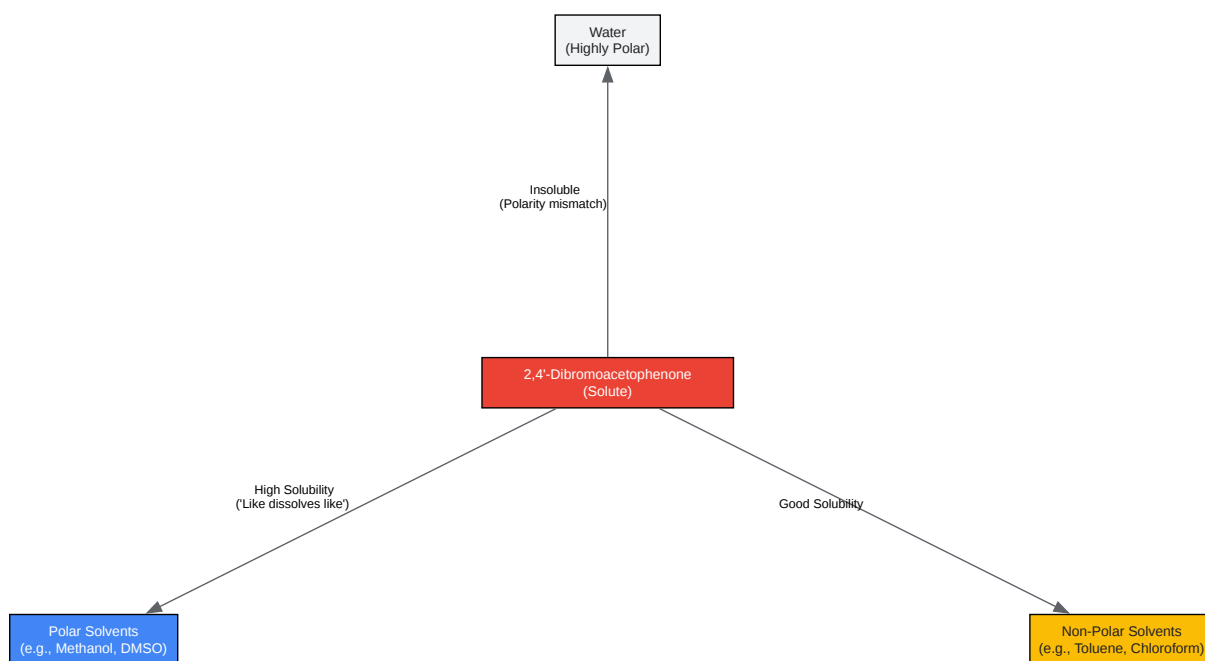 Water
(Highly Polar)
Insoluble
(Polarity mismatch)
2,4'-Dibromoacetophenone
(Solute)
High Solubility
('Like dissolves like')
Good Solubility
Polar Solvents
(e.g., Methanol, DMSO)
Non-Polar Solvents
(e.g., Toluene, Chloroform)